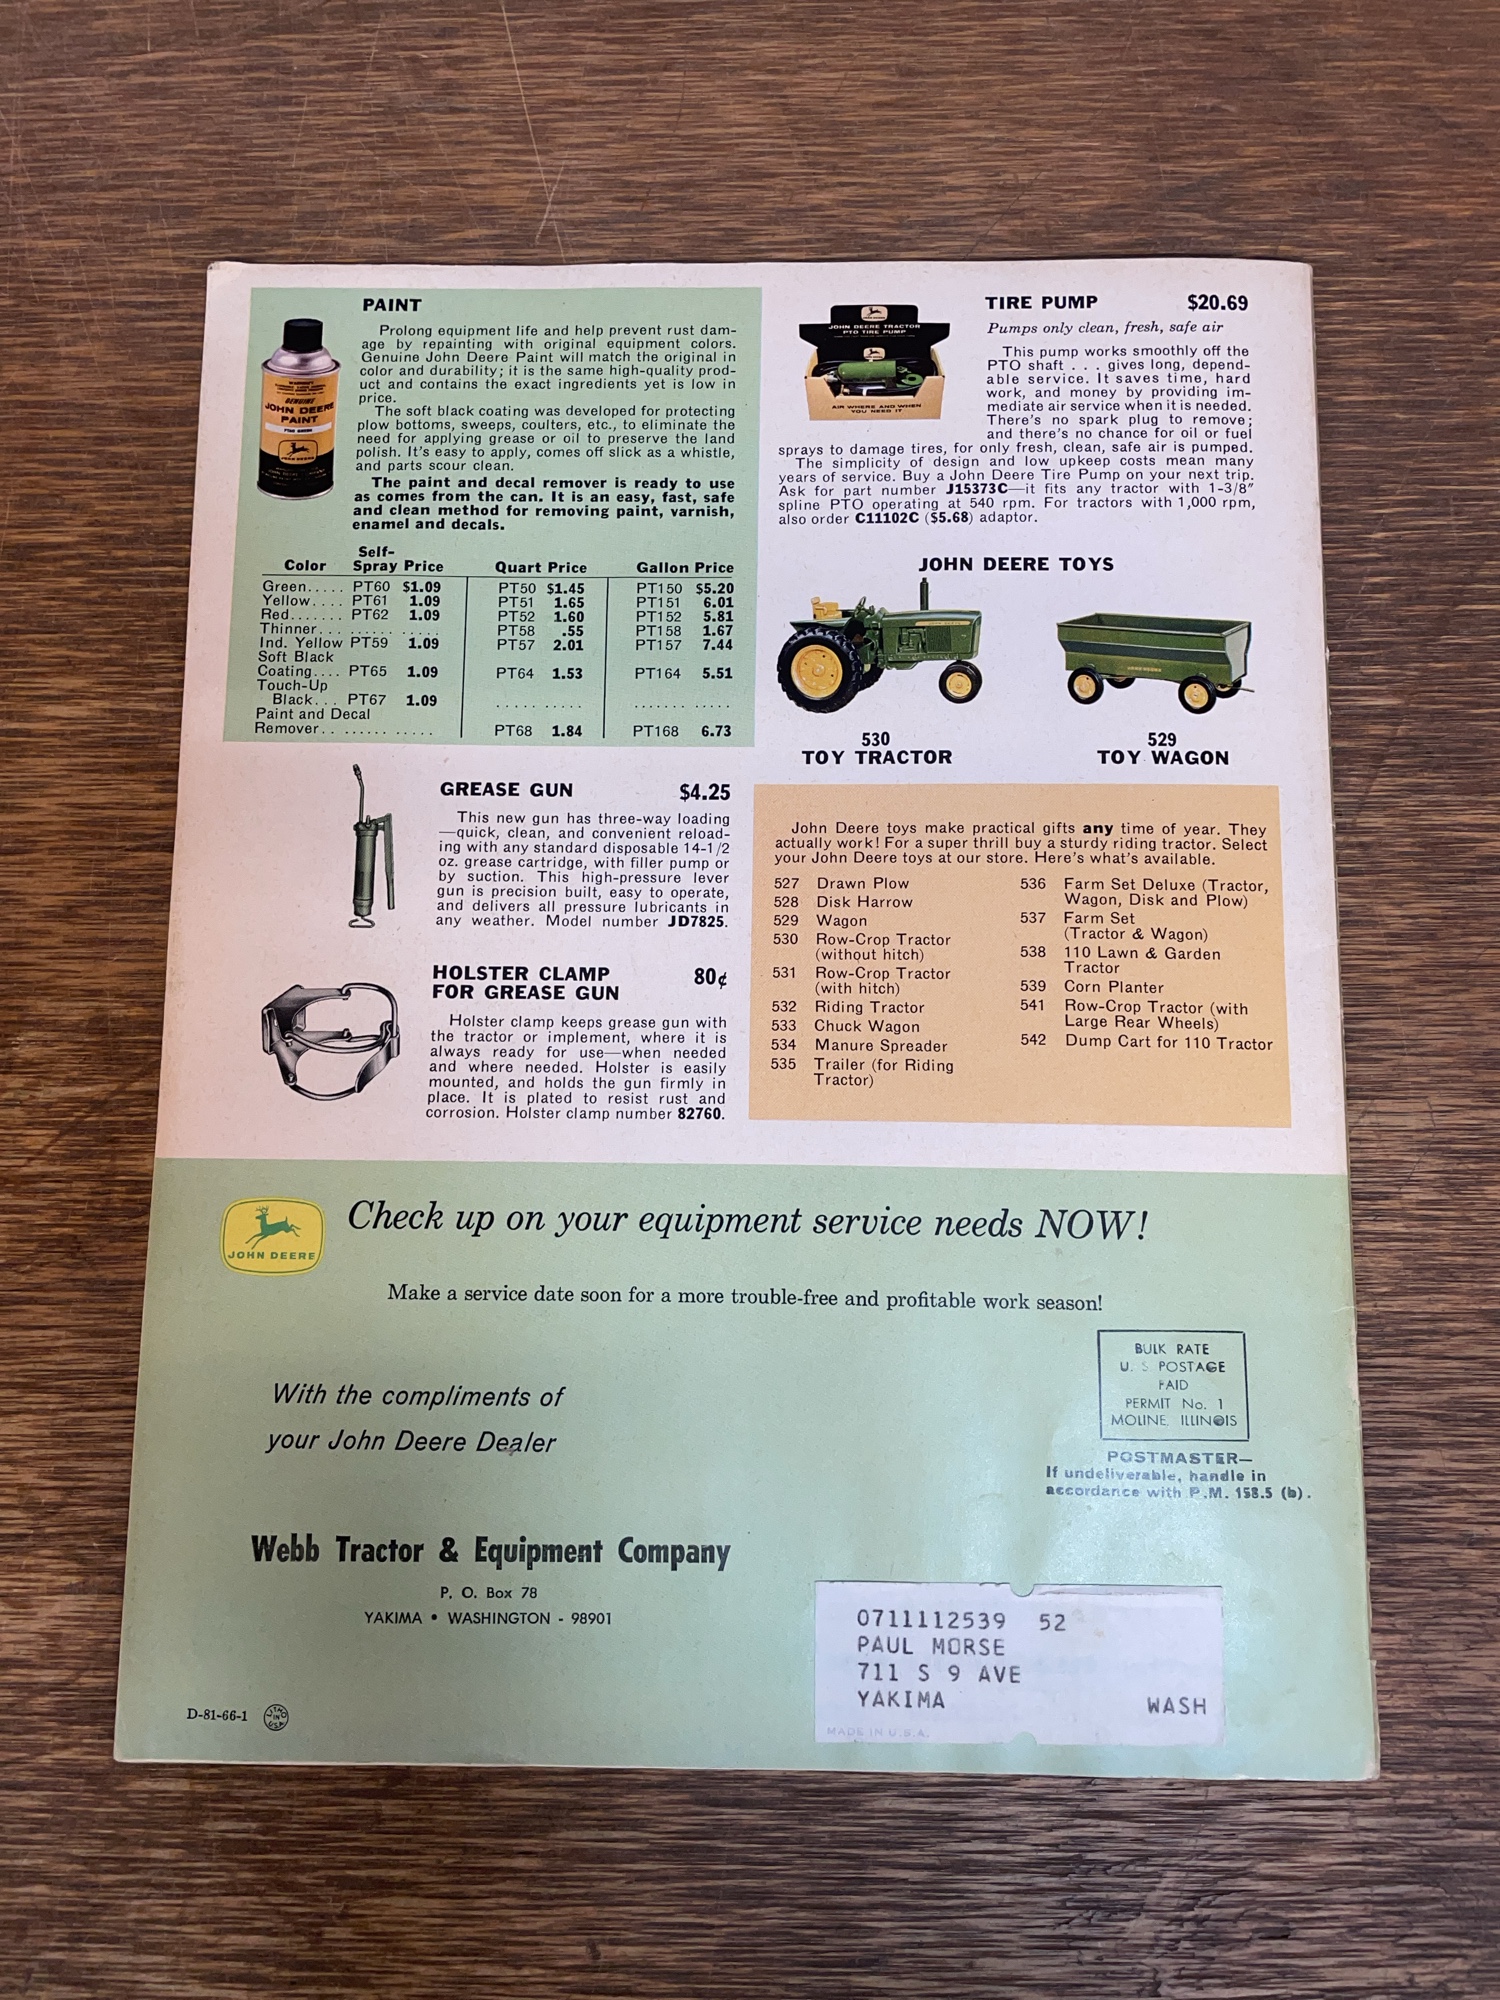 PAINT
Prolong equipment life and help prevent rust dam-
age by repainting with original equipment colors.
Genuine John Deere Paint will match the original in
color and durability; it is the same high-quality prod-
uct and contains the exact ingredients yet is low in
price.
The soft black coating was developed for protecting
plow bottoms, sweeps, coulters, etc., to eliminate the
need for applying grease or oil to preserve the land
polish. It's easy to apply, comes off slick as a whistle,
and parts scour clean.
The paint and decal remover is ready to use
as comes from the can. It is an easy, fast, safe
and clean method for removing paint, varnish,
enamel and decals.
GENUINE
JOHN DEERE
PAINT
JOHN DEERE
Self-
Color Spray Price Quart Price Gallon Price
Green..... PT60 $1.09 PT50 $1.45 PT150 $5.20
Yellow.... PT61 1.09 PT51 1.65 PT151 6.01
Red....... PT62 1.09 PT52 1.60 PT152 5.81
Thinner... ...... ..... PT58 .55 PT158 1.67
Ind. Yellow PT59 1.09 PT57 2.01 PT157 7.44
Soft Black
Coating.... PT65 1.09 PT64 1.53 PT164 5.51
Touch-Up
Black... PT67 1.09 ..... ..... ....... .....
Paint and Decal
Remover.. ....... ..... PT68 1.84 PT168 6.73
GREASE GUN $4.25
This new gun has three-way loading
—quick, clean, and convenient reload-
ing with any standard disposable 14-1/2
oz. grease cartridge, with filler pump or
by suction. This high-pressure lever
gun is precision built, easy to operate,
and delivers all pressure lubricants in
any weather. Model number JD7825.
HOLSTER CLAMP 80¢
FOR GREASE GUN
Holster clamp keeps grease gun with
the tractor or implement, where it is
always ready for use—when needed
and where needed. Holster is easily
mounted, and holds the gun firmly in
place. It is plated to resist rust and
corrosion. Holster clamp number 82760.
JOHN DEERE TRACTOR
PTO TIRE PUMP
AIR WHERE AND WHEN
YOU NEED IT
TIRE PUMP $20.69
Pumps only clean, fresh, safe air
This pump works smoothly off the
PTO shaft . . . gives long, depend-
able service. It saves time, hard
work, and money by providing im-
mediate air service when it is needed.
There's no spark plug to remove;
and there's no chance for oil or fuel
sprays to damage tires, for only fresh, clean, safe air is pumped.
The simplicity of design and low upkeep costs mean many
years of service. Buy a John Deere Tire Pump on your next trip.
Ask for part number J15373C—it fits any tractor with 1-3/8"
spline PTO operating at 540 rpm. For tractors with 1,000 rpm,
also order C11102C ($5.68) adaptor.
JOHN DEERE TOYS
JOHN DEERE
530
TOY TRACTOR
529
TOY WAGON
John Deere toys make practical gifts any time of year. They
actually work! For a super thrill buy a sturdy riding tractor. Select
your John Deere toys at our store. Here's what's available.
527 Drawn Plow
528 Disk Harrow
529 Wagon
530 Row-Crop Tractor
(without hitch)
531 Row-Crop Tractor
(with hitch)
532 Riding Tractor
533 Chuck Wagon
534 Manure Spreader
535 Trailer (for Riding
Tractor)
536 Farm Set Deluxe (Tractor,
Wagon, Disk and Plow)
537 Farm Set
(Tractor & Wagon)
538 110 Lawn & Garden
Tractor
539 Corn Planter
541 Row-Crop Tractor (with
Large Rear Wheels)
542 Dump Cart for 110 Tractor
JOHN DEERE
Check up on your equipment service needs NOW!
Make a service date soon for a more trouble-free and profitable work season!
With the compliments of
your John Deere Dealer
BULK RATE
U. S POSTAGE
PAID
PERMIT No. 1
MOLINE, ILLINOIS
POSTMASTER—
If undeliverable, handle in
accordance with P.M. 158.5 (b).
Webb Tractor & Equipment Company
P. O. Box 78
YAKIMA • WASHINGTON - 98901
0711112539 52
PAUL MORSE
711 S 9 AVE
YAKIMA WASH
MADE IN U.S.A.
D-81-66-1
LITHO
IN
USA